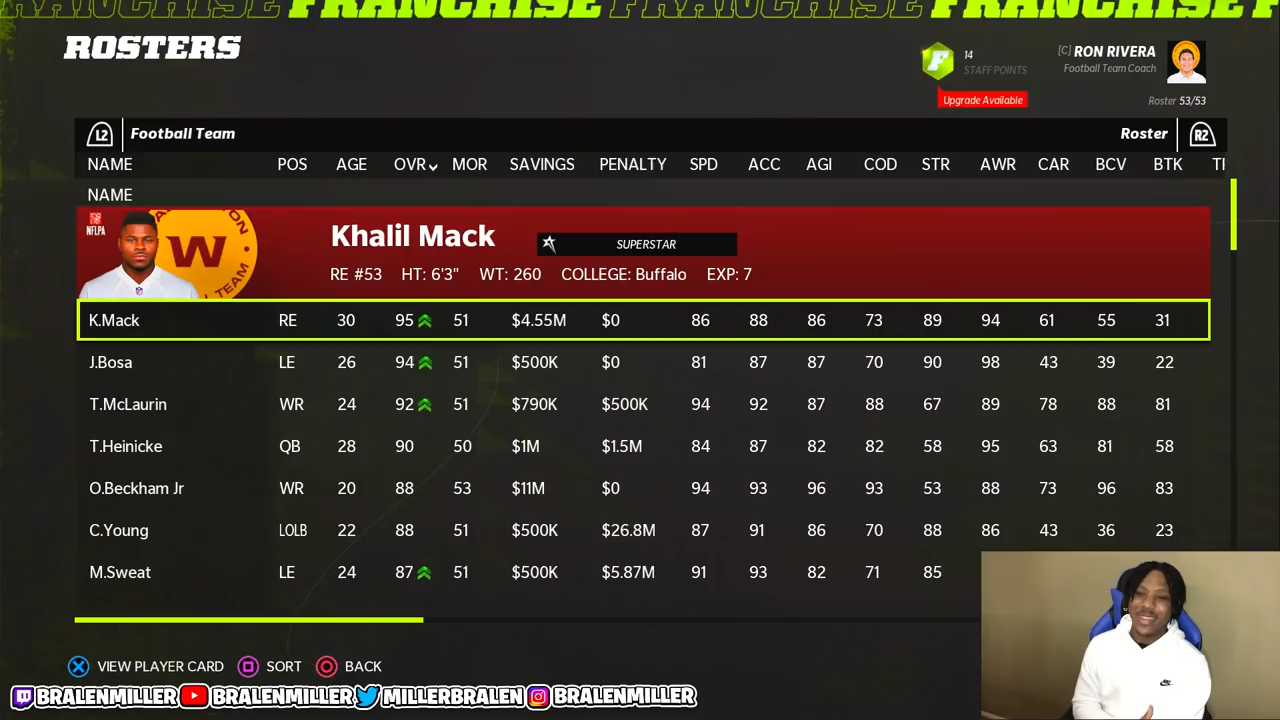 FRANCHISE FRANCHISE FRANCHISE FRANCHISE F
ROSTERS
14
STAFF POINTS
Upgrade Available
[C] RON RIVERA
Football Team Coach
Roster 53/53
L2 Football Team Roster R2
NAME POS AGE OVR MOR SAVINGS PENALTY SPD ACC AGI COD STR AWR CAR BCV BTK TR
NAME
NFLPA
W
Khalil Mack SUPERSTAR
RE #53 HT: 6'3" WT: 260 COLLEGE: Buffalo EXP: 7
K.Mack RE 30 95 51 $4.55M $0 86 88 86 73 89 94 61 55 31
J.Bosa LE 26 94 51 $500K $0 81 87 87 70 90 98 43 39 22
T.McLaurin WR 24 92 51 $790K $500K 94 92 87 88 67 89 78 88 81
T.Heinicke QB 28 90 50 $1M $1.5M 84 87 82 82 58 95 63 81 58
O.Beckham Jr WR 20 88 53 $11M $0 94 93 96 93 53 88 73 96 83
C.Young LOLB 22 88 51 $500K $26.8M 87 91 86 70 88 86 43 36 23
M.Sweat LE 24 87 51 $500K $5.87M 91 93 82 71 85
VIEW PLAYER CARD SORT BACK
BRALENMILLER BRALENMILLER MILLERBRALEN BRALENMILLER